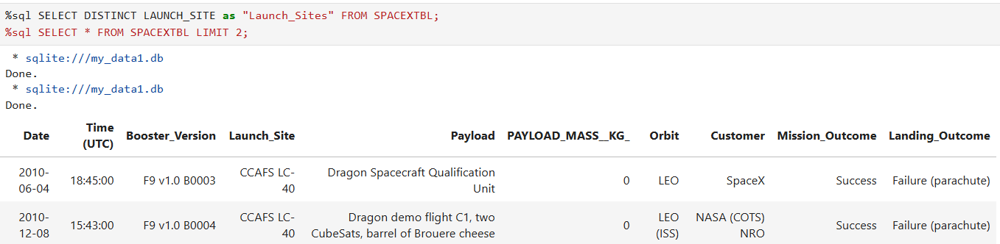 %sql SELECT DISTINCT LAUNCH_SITE as "Launch_Sites" FROM SPACEXTBL;
%sql SELECT * FROM SPACEXTBL LIMIT 2;
* sqlite:///my_data1.db
Done.
* sqlite:///my_data1.db
Done.
Date Time (UTC) Booster_Version Launch_Site Payload PAYLOAD_MASS__KG_ Orbit Customer Mission_Outcome Landing_Outcome
2010-06-04 18:45:00 F9 v1.0 B0003 CCAFS LC-40 Dragon Spacecraft Qualification Unit 0 LEO SpaceX Success Failure (parachute)
2010-12-08 15:43:00 F9 v1.0 B0004 CCAFS LC-40 Dragon demo flight C1, two CubeSats, barrel of Brouere cheese 0 LEO (ISS) NASA (COTS) NRO Success Failure (parachute)